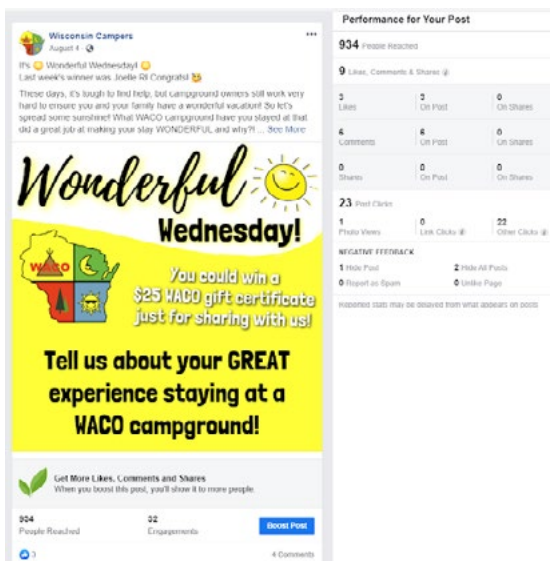 Wisconsin Campers
August 4
It's Wonderful Wednesday!
Last week's winner was Joelle R! Congrats!
These days, it's tough to find help, but campground owners still work very
hard to ensure you and your family have a wonderful vacation! So let's
spread some sunshine! What WACO campground have you stayed at that
did a great job at making your stay WONDERFUL and why?! ... See More
Wonderful
Wednesday!
WACO
You could win a
$25 WACO gift certificate
just for sharing with us!
Tell us about your GREAT
experience staying at a
WACO campground!
Get More Likes, Comments and Shares
When you boost this post, you'll show it to more people.
934
People Reached
32
Engagements
Boost Post
3
4 Comments
Performance for Your Post
934 People Reached
9 Likes, Comments & Shares
3 3 0
Likes On Post On Shares
6 6 0
Comments On Post On Shares
0 0 0
Shares On Post On Shares
23 Post Clicks
1 0 22
Photo Views Link Clicks Other Clicks
NEGATIVE FEEDBACK
1 Hide Post 2 Hide All Posts
0 Report as Spam 0 Unlike Page
Reported stats may be delayed from what appears on posts